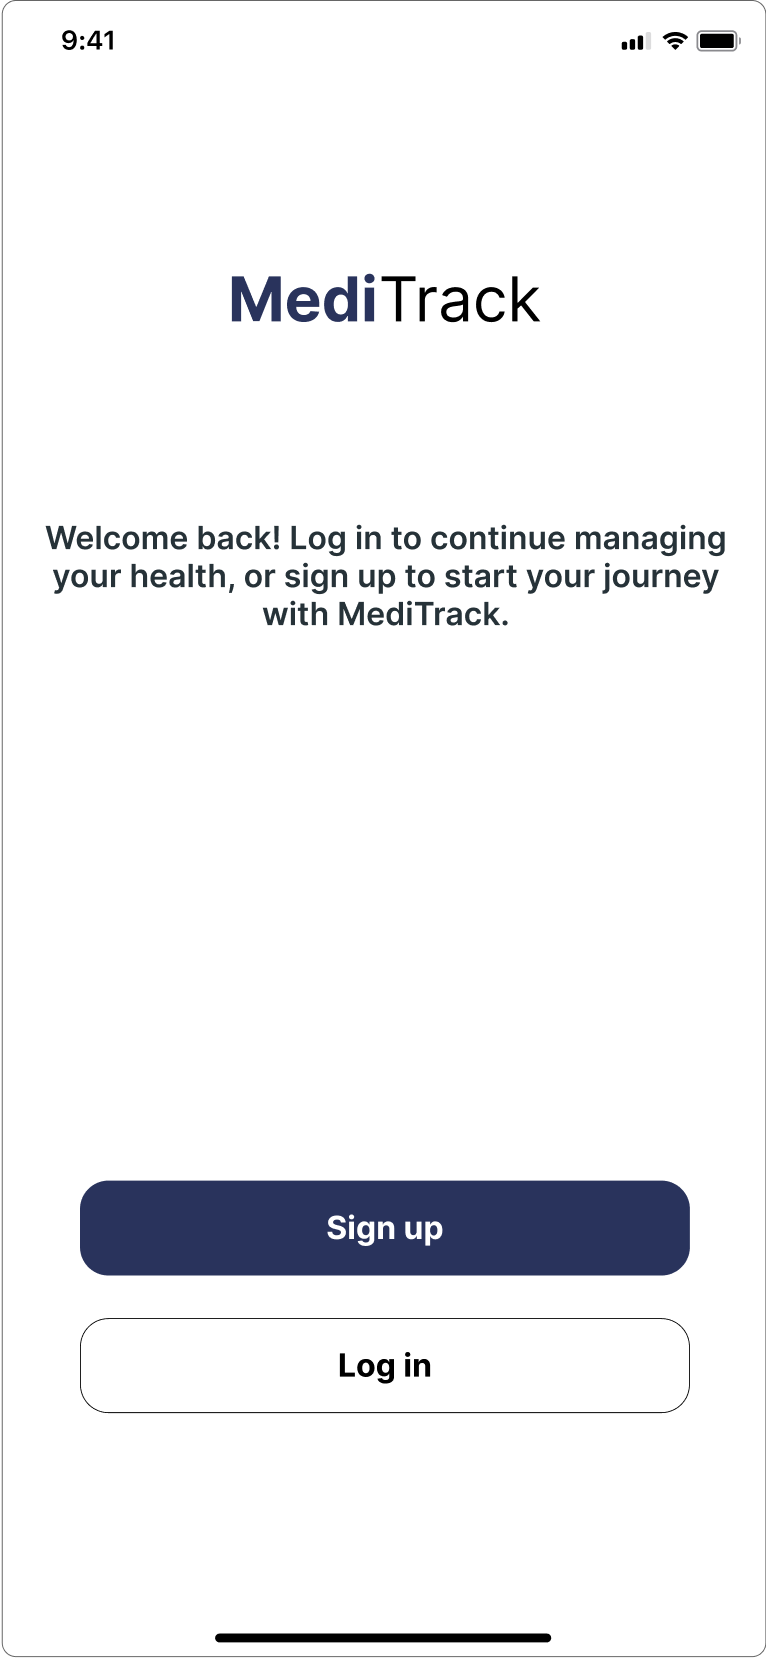 9:41
MediTrack
Welcome back! Log in to continue managing
your health, or sign up to start your journey
with MediTrack.
Sign up
Log in